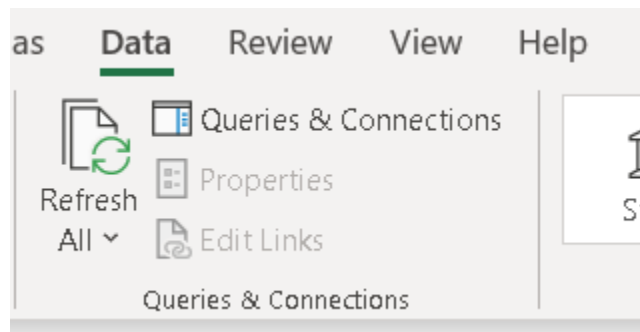 as Data Review View Help
Queries & Connections
Properties
Refresh
All
Edit Links
S
Queries & Connections